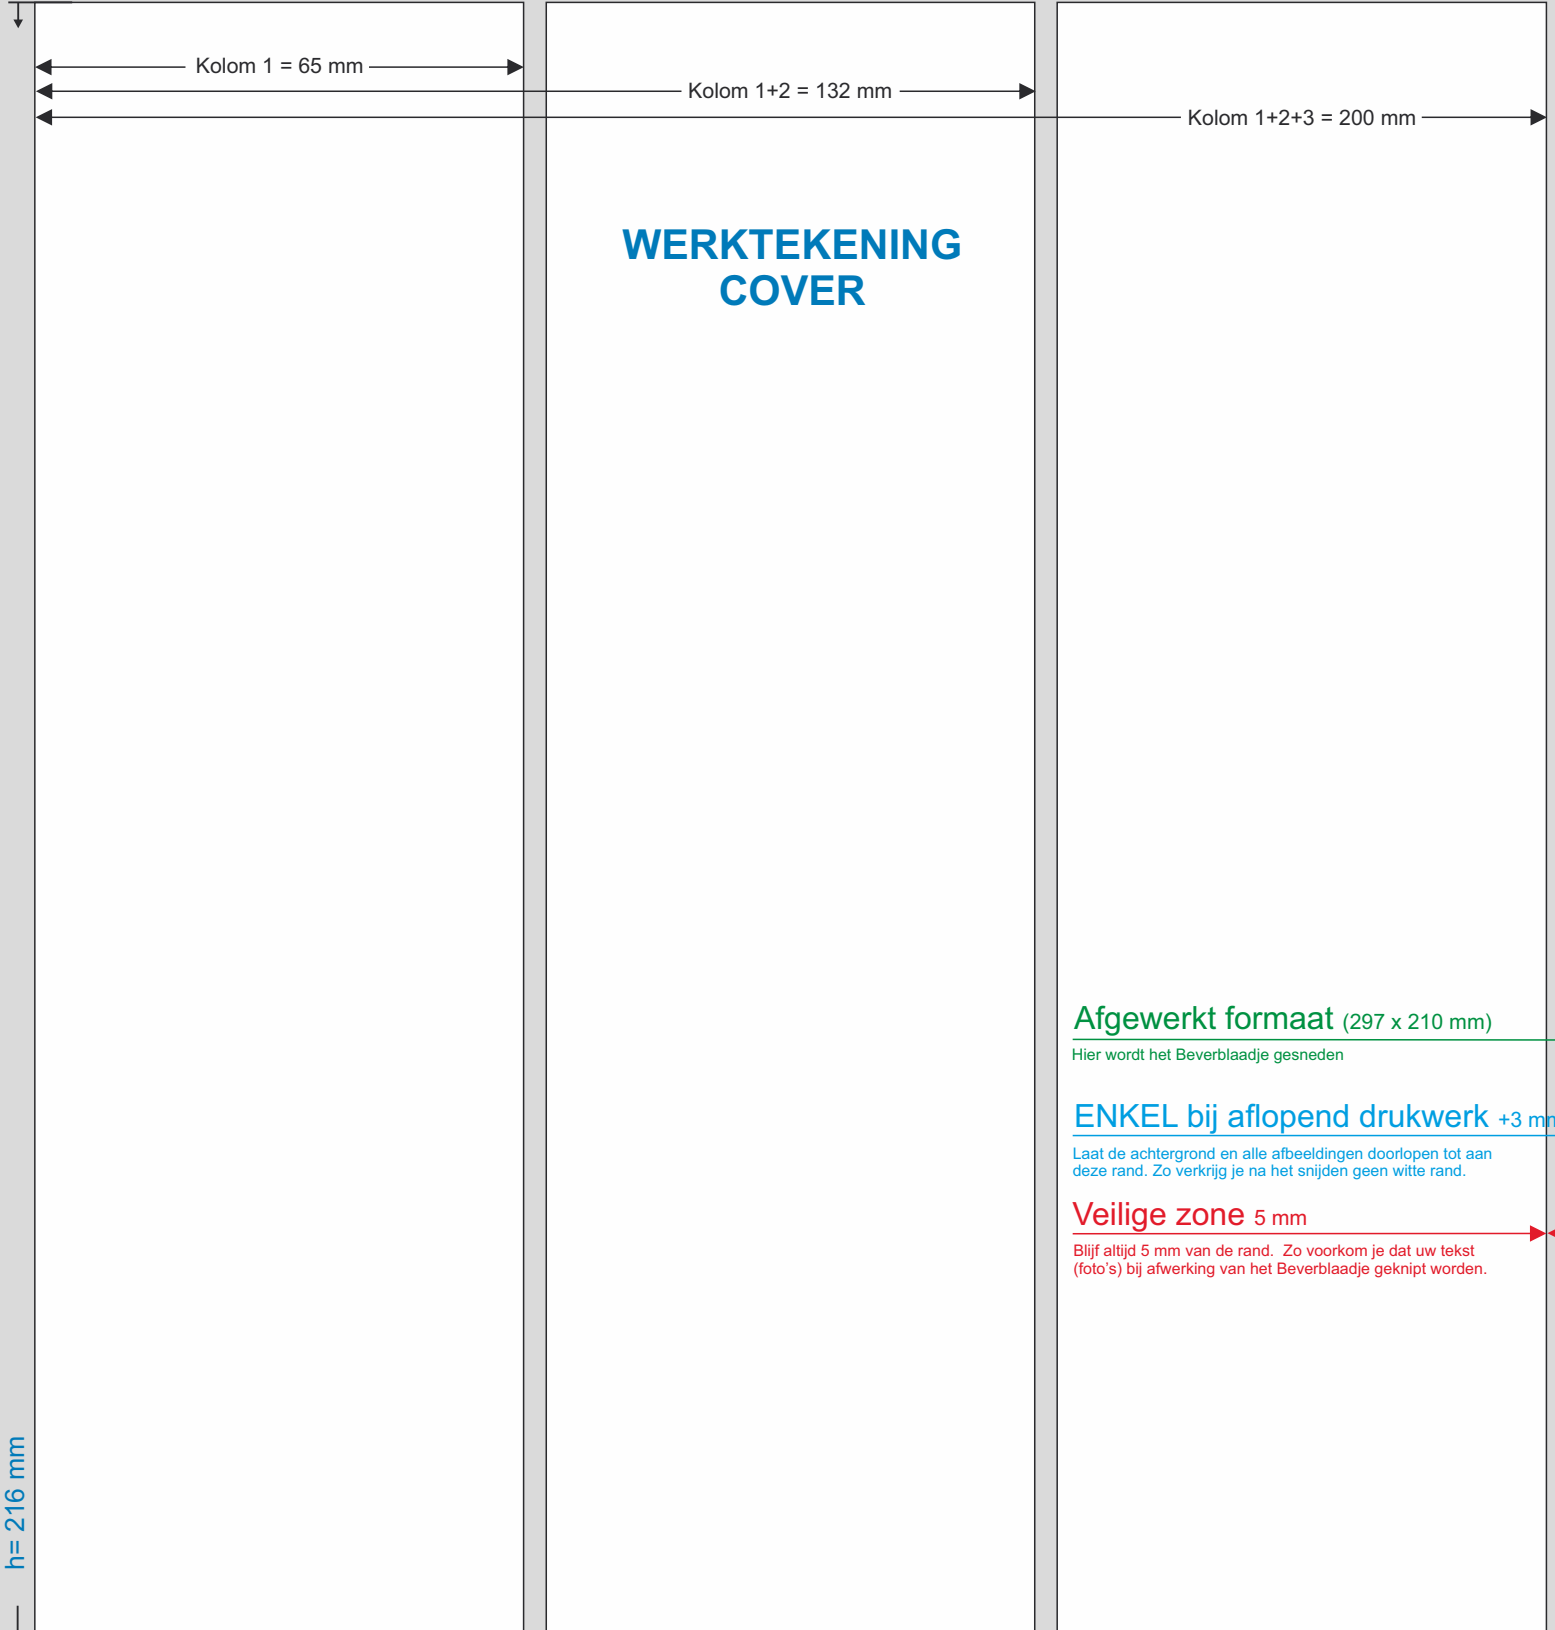 Kolom 1 = 65 mm
Kolom 1+2 = 132 mm
Kolom 1+2+3 = 200 mm
WERKTEKENING
COVER
Afgewerkt formaat (297 x 210 mm)
Hier wordt het Beverblaadje gesneden
ENKEL bij aflopend drukwerk +3 mm
Laat de achtergrond en alle afbeeldingen doorlopen tot aan
deze rand. Zo verkrijg je na het snijden geen witte rand.
Veilige zone 5 mm
Blijf altijd 5 mm van de rand. Zo voorkom je dat uw tekst
(foto's) bij afwerking van het Beverblaadje geknipt worden.
h= 216 mm